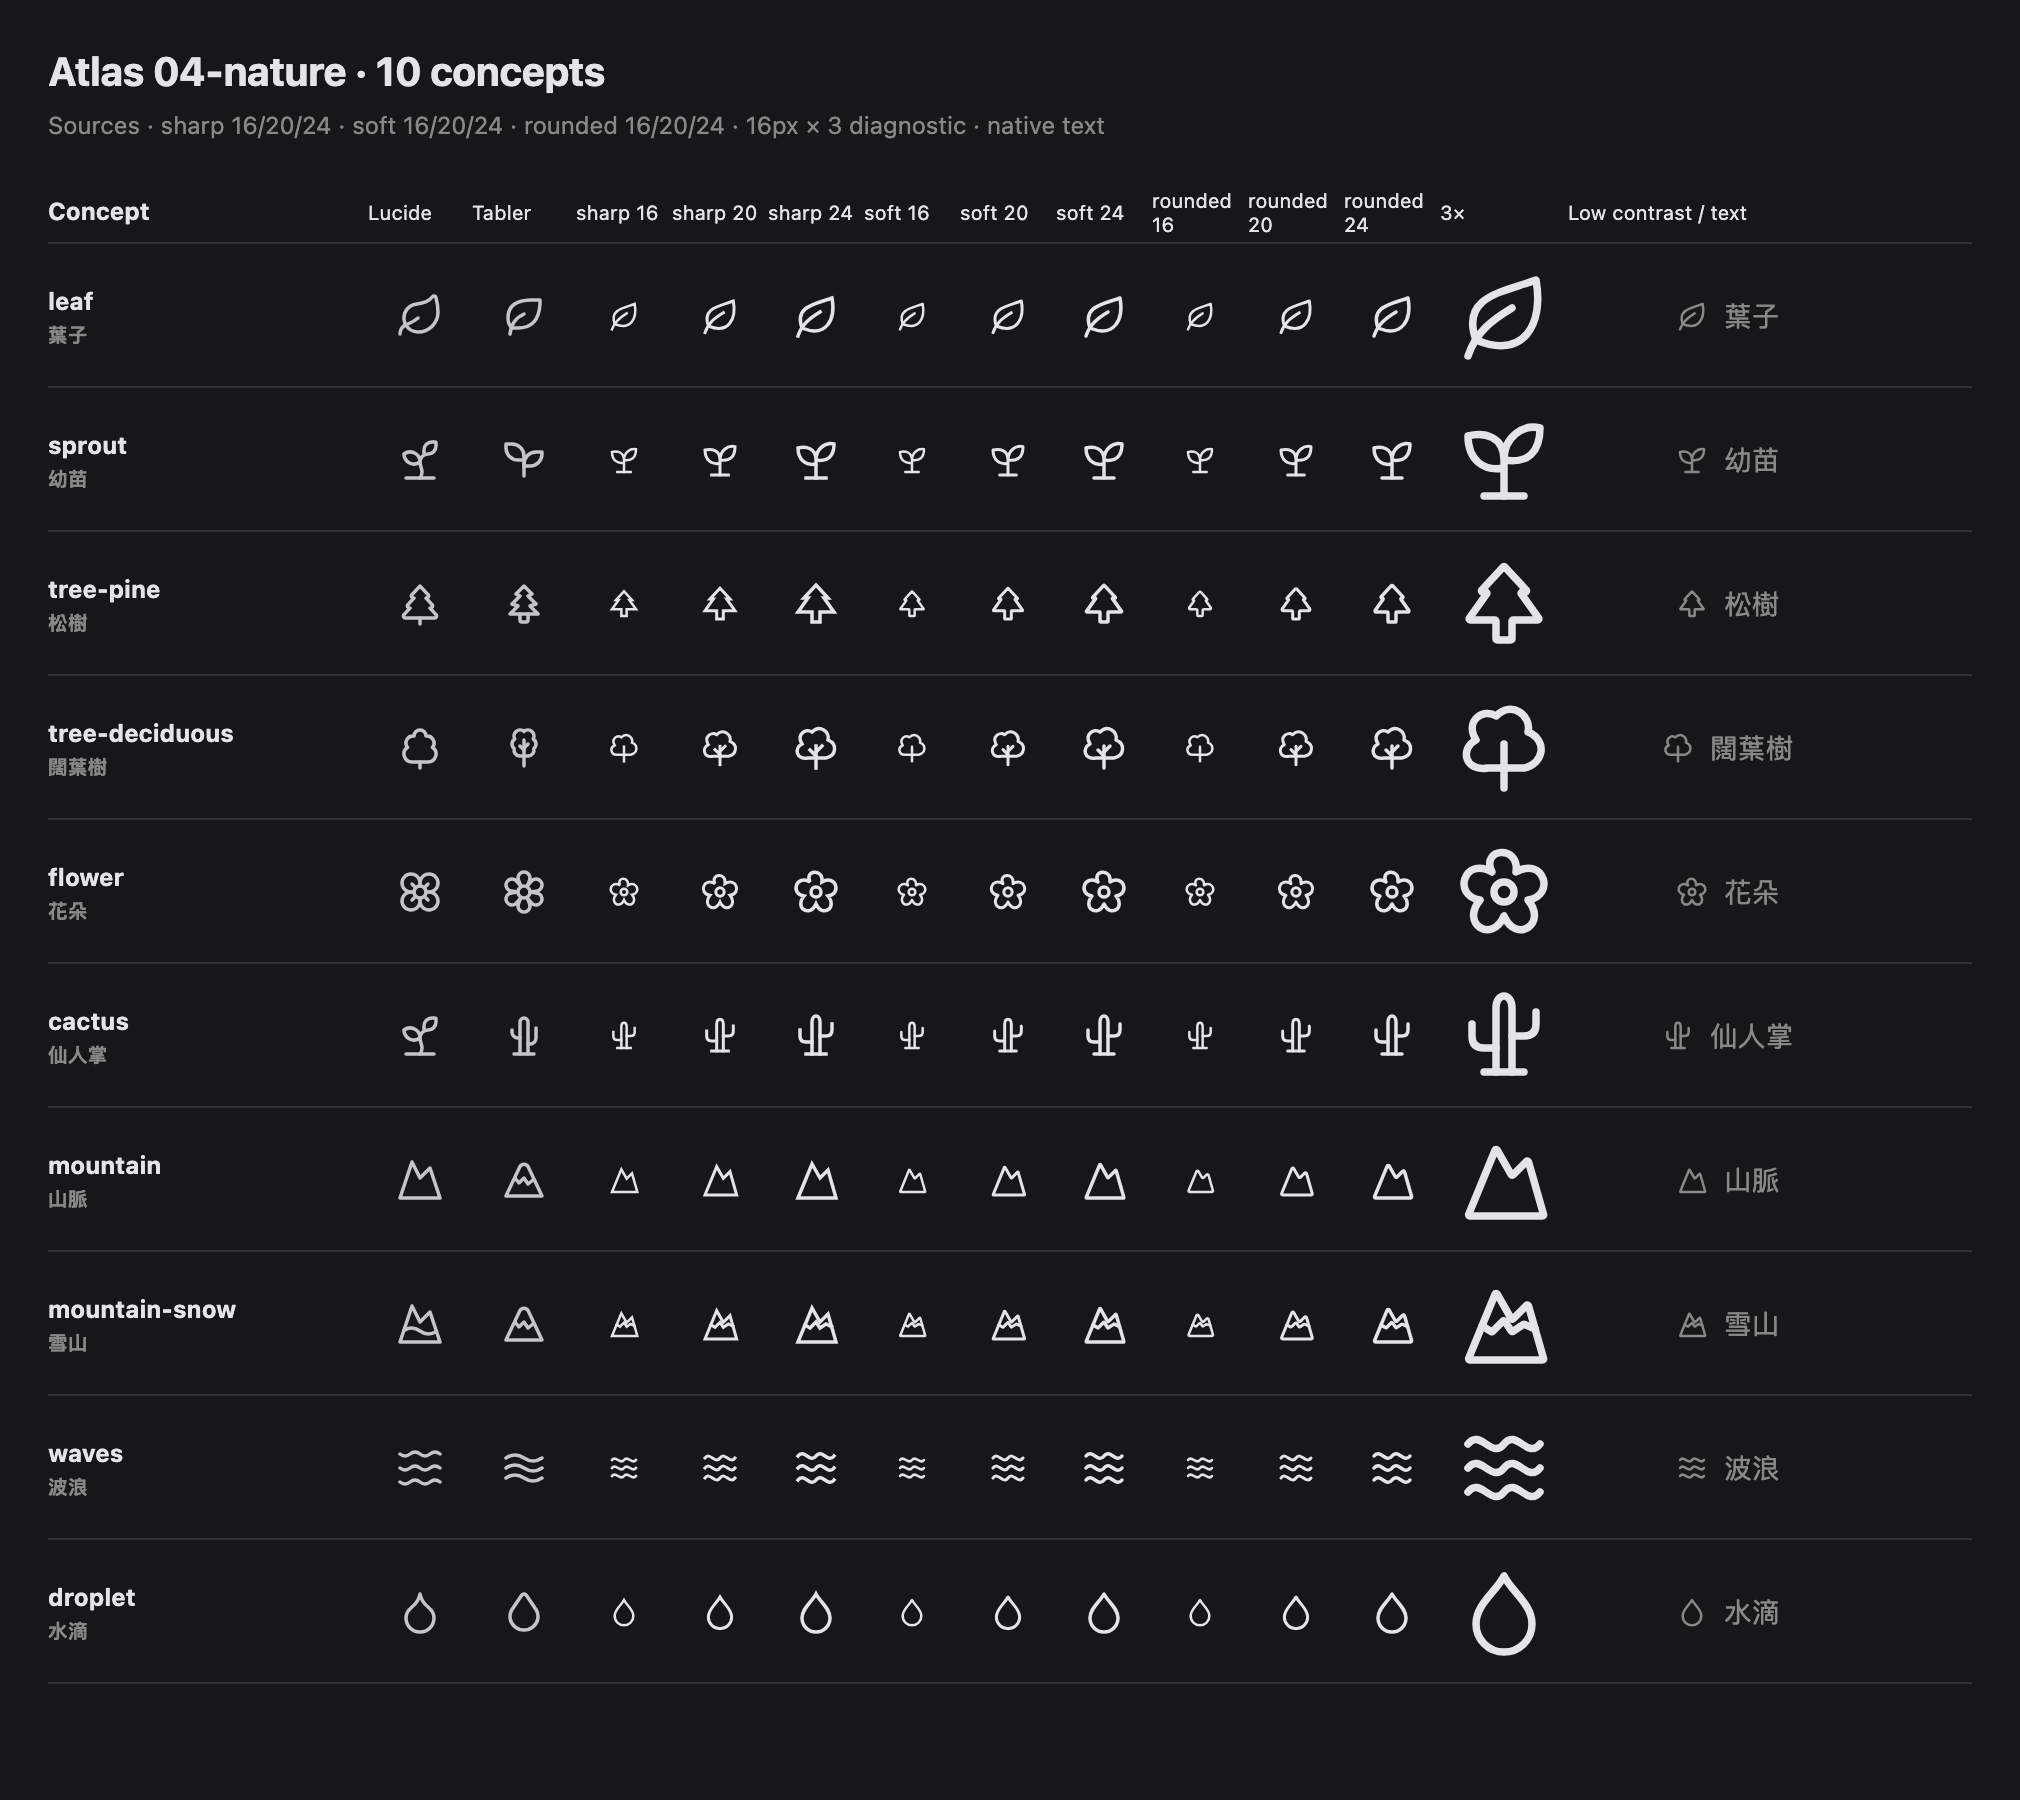 Atlas 04-nature · 10 concepts
Sources · sharp 16/20/24 · soft 16/20/24 · rounded 16/20/24 · 16px × 3 diagnostic · native text
Concept Lucide Tabler sharp 16 sharp 20 sharp 24 soft 16 soft 20 soft 24 rounded 16 rounded 20 rounded 24 3× Low contrast / text
leaf
葉子
葉子
sprout
幼苗
幼苗
tree-pine
松樹
松樹
tree-deciduous
闊葉樹
闊葉樹
flower
花朵
花朵
cactus
仙人掌
仙人掌
mountain
山脈
山脈
mountain-snow
雪山
雪山
waves
波浪
波浪
droplet
水滴
水滴